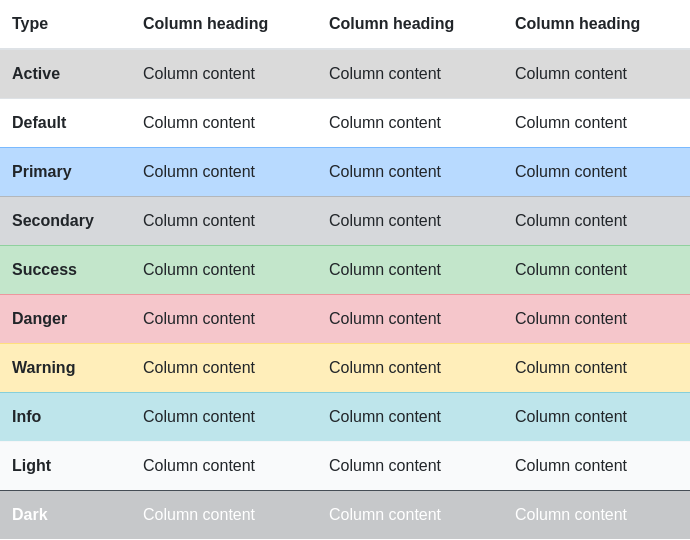 Type Column heading Column heading Column heading
Active Column content Column content Column content
Default Column content Column content Column content
Primary Column content Column content Column content
Secondary Column content Column content Column content
Success Column content Column content Column content
Danger Column content Column content Column content
Warning Column content Column content Column content
Info Column content Column content Column content
Light Column content Column content Column content
Dark Column content Column content Column content